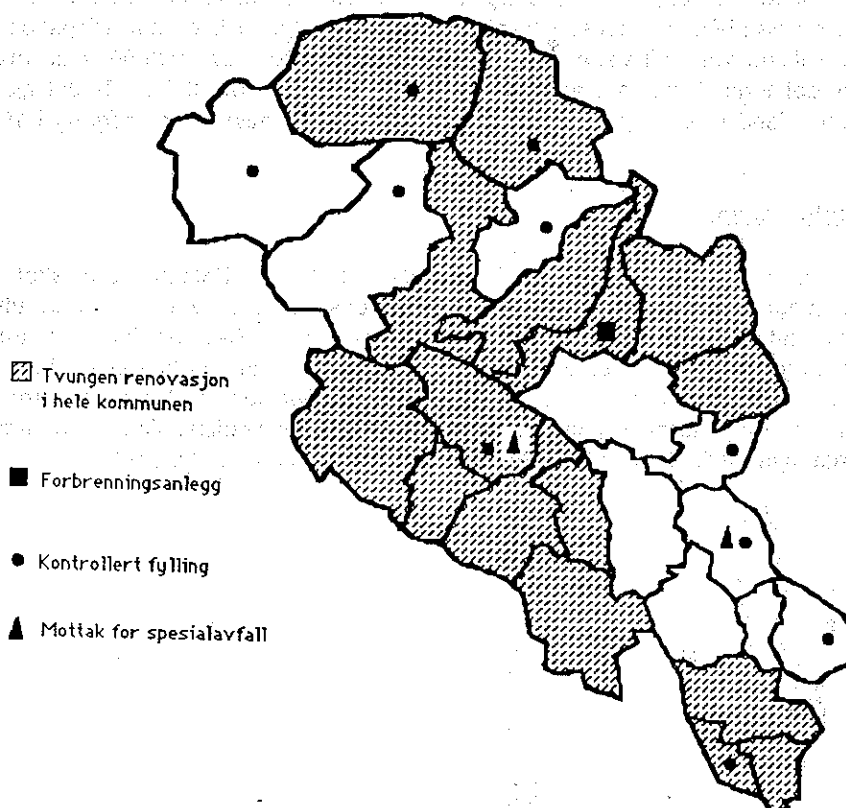 Tvungen renovasjon
i hele kommunen
Forbrenningsanlegg
Kontrollert fylling
Mottak for spesialavfall